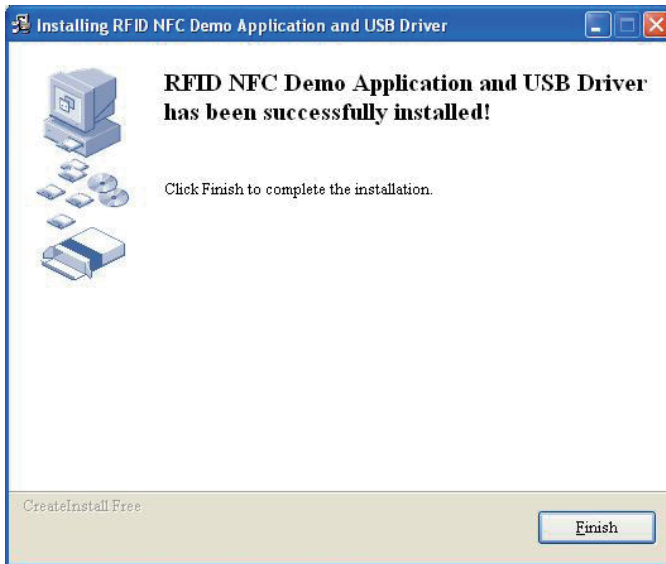 Installing RFID NFC Demo Application and USB Driver
RFID NFC Demo Application and USB Driver
has been successfully installed!
Click Finish to complete the installation.
CreateInstall Free
Finish